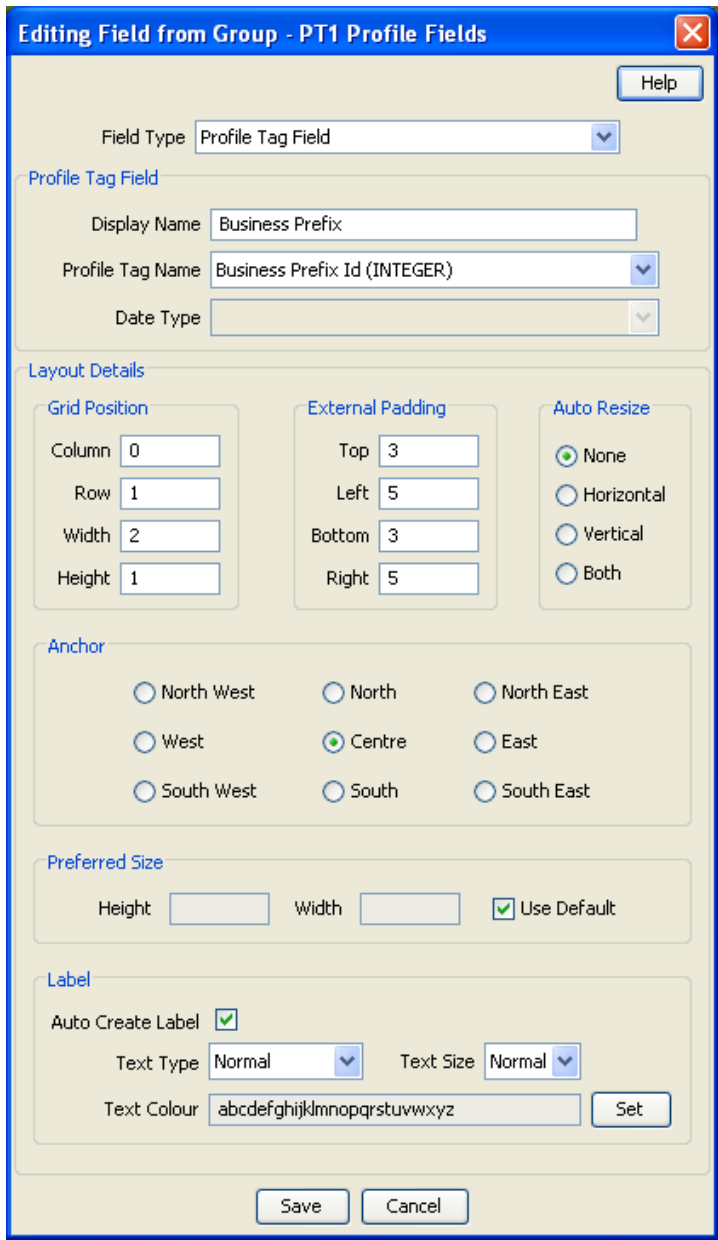 Editing Field from Group - PT1 Profile Fields
Help
Field Type Profile Tag Field
Profile Tag Field
Display Name Business Prefix
Profile Tag Name Business Prefix Id (INTEGER)
Date Type
Layout Details
Grid Position External Padding Auto Resize
Column 0 Top 3 None
Row 1 Left 5 Horizontal
Width 2 Bottom 3 Vertical
Height 1 Right 5 Both
Anchor
North West North North East
West Centre East
South West South South East
Preferred Size
Height Width Use Default
Label
Auto Create Label
Text Type Normal Text Size Normal
Text Colour abcdefghijklmnopqrstuvwxyz Set
Save Cancel